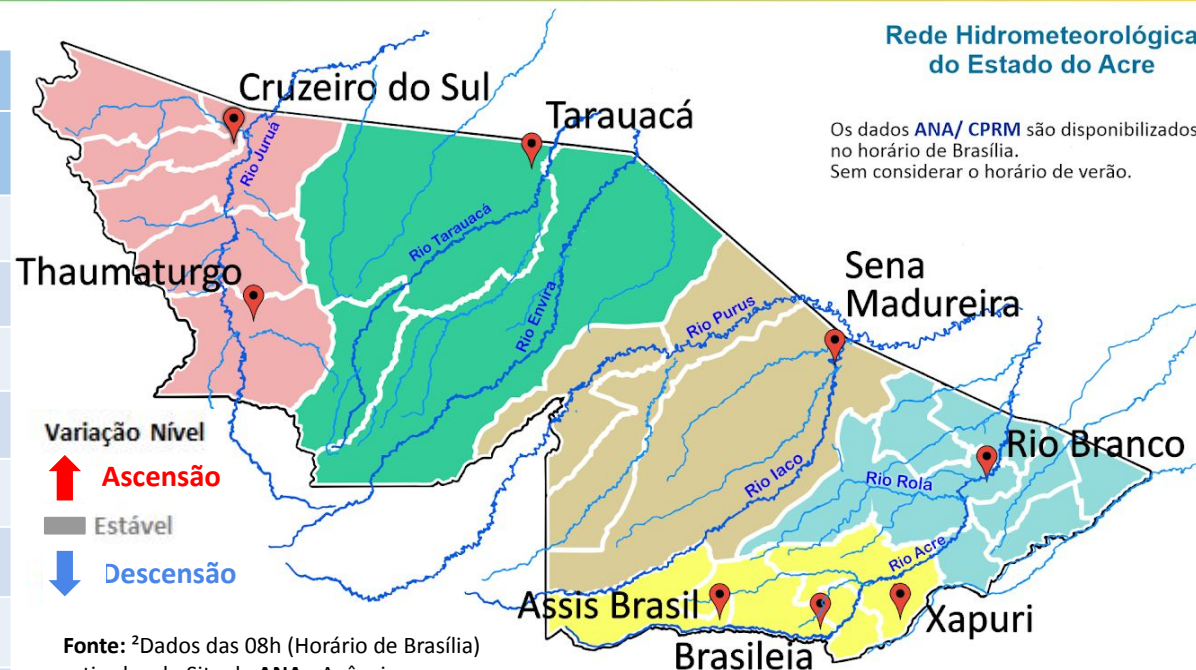 Rede Hidrometeorológica
do Estado do Acre
Os dados ANA/ CPRM são disponibilizados
no horário de Brasília.
Sem considerar o horário de verão.
Cruzeiro do Sul
Tarauacá
Rio Juruá
Rio Tarauacá
Thaumaturgo
Rio Envira
Sena
Madureira
Rio Purus
Rio Branco
Rio Iaco
Rio Rola
Rio Acre
Assis Brasil
Xapuri
Brasileia
Variação Nível
Ascensão
Estável
Descensão
Fonte: ²Dados das 08h (Horário de Brasília)